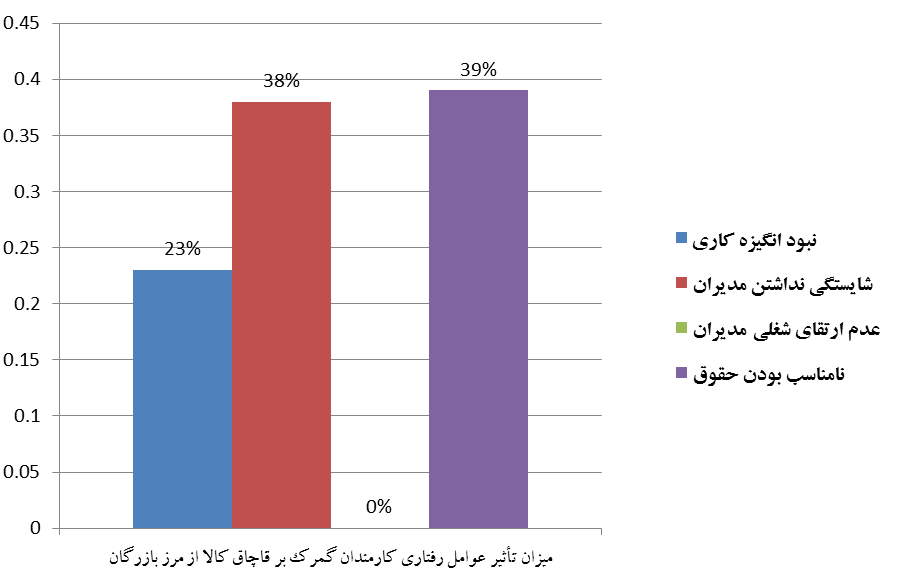 0.45
0.4
0.35
0.3
0.25
0.2
0.15
0.1
0.05
0
23%
38%
0%
39%
میزان تأثیر عوامل رفتاری کارمندان گمرک بر قاچاق کالا از مرز بازرگان
نبود انگیزه کاری
شایستگی نداشتن مدیران
عدم ارتقای شغلی مدیران
نامناسب بودن حقوق